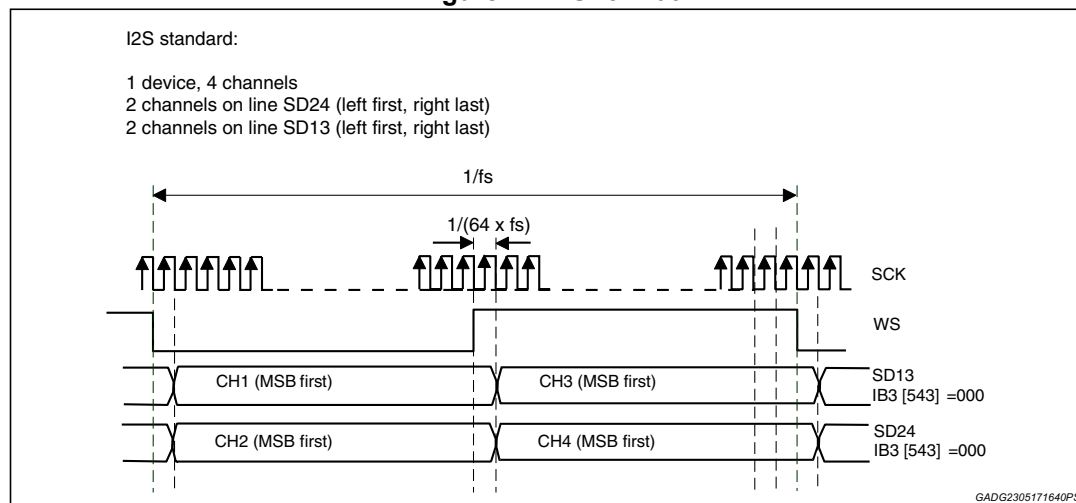 I2S standard:
1 device, 4 channels
2 channels on line SD24 (left first, right last)
2 channels on line SD13 (left first, right last)
1/fs
1/(64 x fs)
SCK
WS
CH1 (MSB first)
CH3 (MSB first)
SD13
IB3 [543] =000
CH2 (MSB first)
CH4 (MSB first)
SD24
IB3 [543] =000
GADG2305171640PS